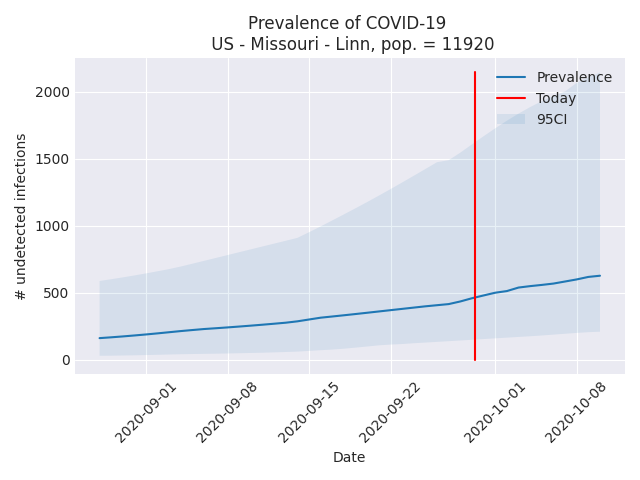 Prevalence of COVID-19
US - Missouri - Linn, pop. = 11920
Prevalence
Today
95CI
2000
1500
1000
500
0
# undetected infections
2020-09-01
2020-09-08
2020-09-15
2020-09-22
2020-10-01
2020-10-08
Date